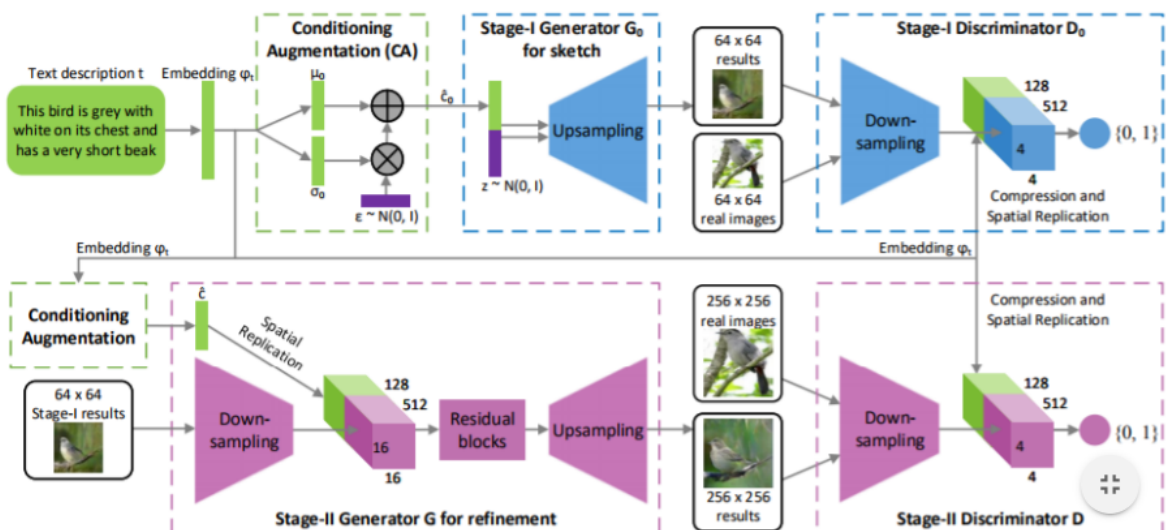 Conditioning
Augmentation (CA)
Stage-I Generator G₀
for sketch
Stage-I Discriminator D₀
Text description t
Embedding φₜ
This bird is grey with
white on its chest and
has a very short beak
μ₀
σ₀
ε ~ N(0, I)
ĉ₀
z ~ N(0, I)
Upsampling
64 x 64
results
64 x 64
real images
Down-
sampling
128
512
4
4
{0, 1}
Compression and
Spatial Replication
Embedding φₜ
Embedding φₜ
Conditioning
Augmentation
ĉ
Spatial
Replication
64 x 64
Stage-I results
Down-
sampling
128
512
16
16
Residual
blocks
Upsampling
Stage-II Generator G for refinement
256 x 256
real images
256 x 256
results
Compression and
Spatial Replication
Down-
sampling
128
512
4
4
{0, 1}
Stage-II Discriminator D